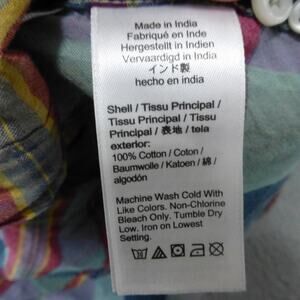 Made in India
Fabriqué en Inde
Hergestellt in Indien
Vervaardigd in India
インド製
hecho en india
Shell / Tissu Principal /
Tissu Principal / Tissu
Principal / 表地 / tela
exterior:
100% Cotton / Coton /
Baumwolle / Katoen / 綿 /
algodón
Machine Wash Cold With
Like Colors. Non-Chlorine
Bleach Only. Tumble Dry
Low. Iron on Lowest
Setting.